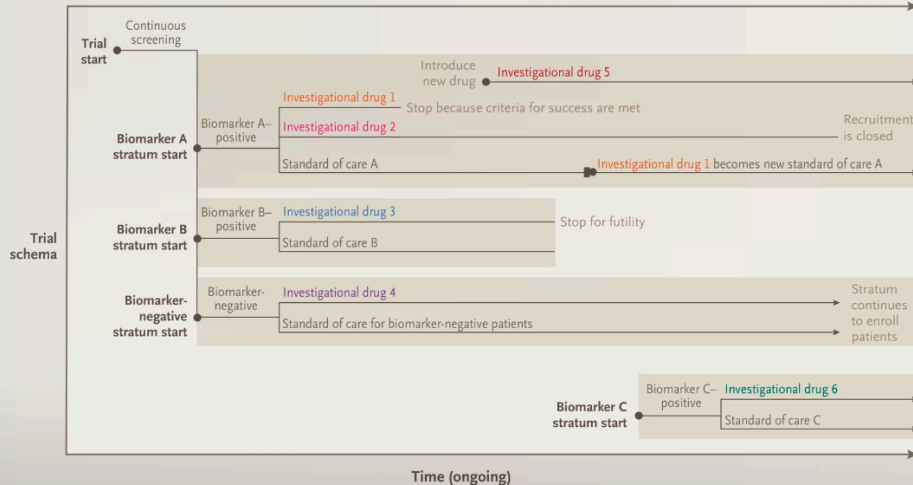 Continuous
screening
Trial
start
Introduce
new drug
Investigational drug 5
Investigational drug 1
Stop because criteria for success are met
Biomarker A–
positive
Investigational drug 2
Recruitment
is closed
Biomarker A
stratum start
Standard of care A
Investigational drug 1 becomes new standard of care A
Biomarker B–
positive
Investigational drug 3
Stop for futility
Biomarker B
stratum start
Standard of care B
Trial
schema
Biomarker-
negative
Investigational drug 4
Stratum
continues
to enroll
patients
Biomarker-
negative
stratum start
Standard of care for biomarker-negative patients
Biomarker C–
positive
Investigational drug 6
Biomarker C
stratum start
Standard of care C
Time (ongoing)